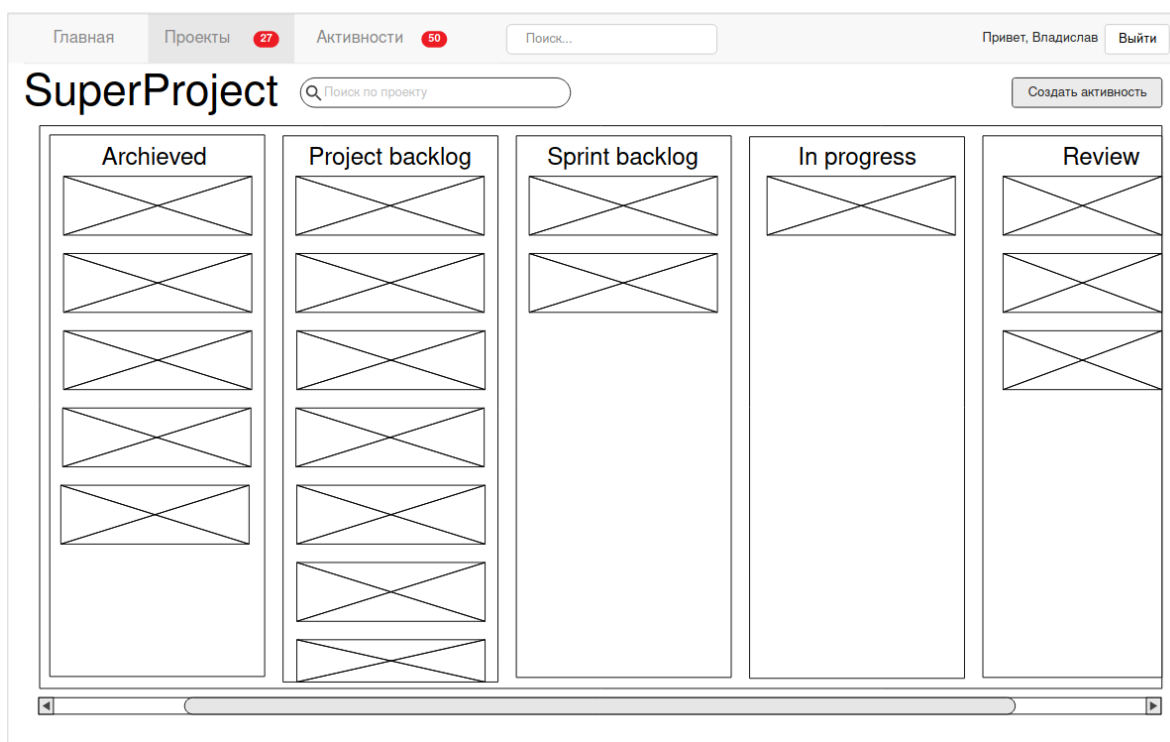 Главная Проекты 27 Активности 50 Поиск... Привет, Владислав Выйти
SuperProject Поиск по проекту Создать активность
Archieved Project backlog Sprint backlog In progress Review